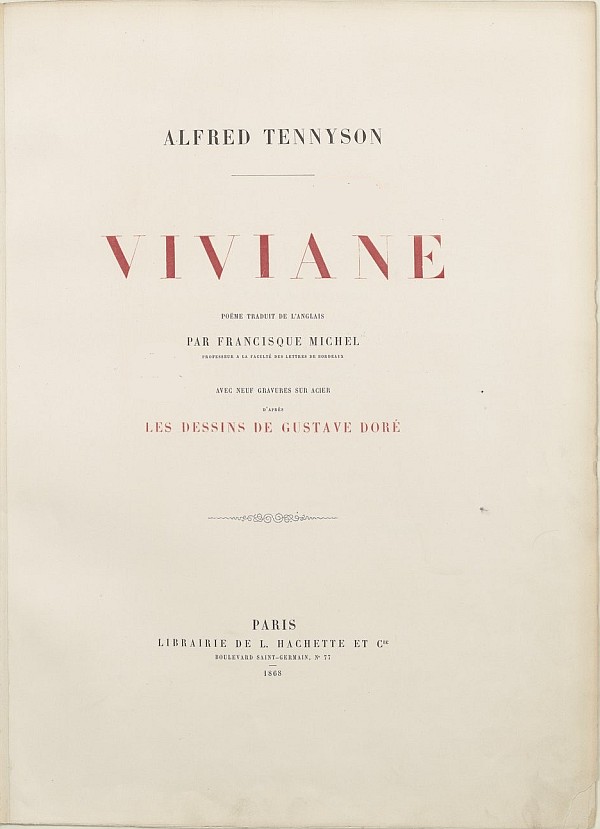 ALFRED TENNYSON
VIVIANE
POËME TRADUIT DE L'ANGLAIS
PAR FRANCISQUE MICHEL
PROFESSEUR A LA FACULTÉ DES LETTRES DE BORDEAUX
AVEC NEUF GRAVURES SUR ACIER
D'APRÈS
LES DESSINS DE GUSTAVE DORÉ
PARIS
LIBRAIRIE DE L. HACHETTE ET Cie
BOULEVARD SAINT-GERMAIN, No 77
1868